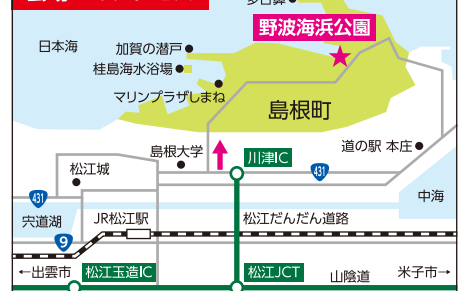 野波海浜公園
日本海
加賀の潜戸
桂島海水浴場
マリンプラザしまね
島根町
島根大学
川津IC
431
道の駅 本庄
松江城
431
中海
宍道湖
JR松江駅
松江だんだん道路
9
←出雲市
松江玉造IC
松江JCT
山陰道
米子市→